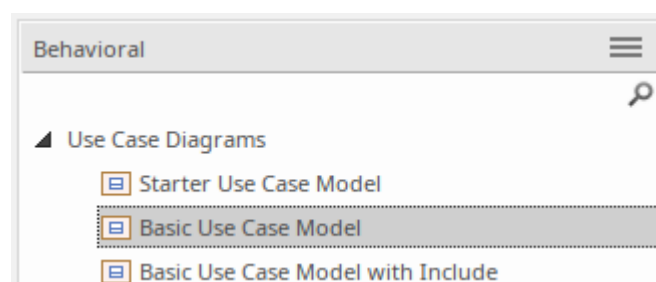 Behavioral
Use Case Diagrams
Starter Use Case Model
Basic Use Case Model
Basic Use Case Model with Include